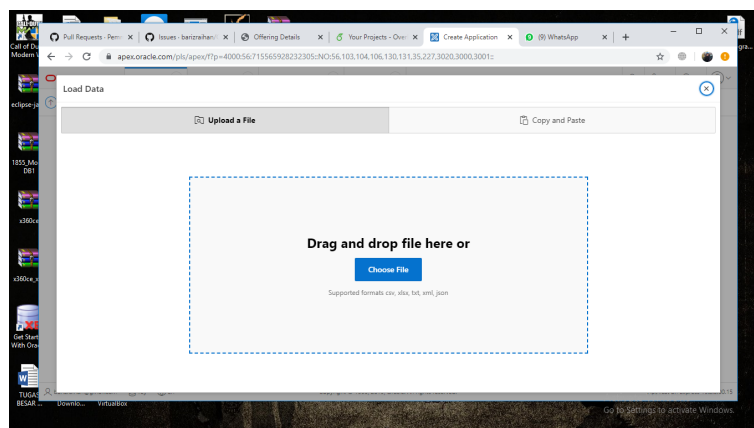 Pull Requests · Pem
Issues · barizraihan/
Offering Details
Your Projects - Over
Create Application
(9) WhatsApp
apex.oracle.com/pls/apex/f?p=4000:56:715565928232305::NO:56,103,104,106,130,131,35,227,3020,3000,3001::
Load Data
Upload a File
Copy and Paste
Drag and drop file here or
Choose File
Supported formats csv, xlsx, txt, xml, json
Call of Du
Modern
eclipse-ja
1855_Mo
DB1
x360ce
x360ce_x
Get Start
With Ora
TUGAS
BESAR ...
Downlo...
VirtualBox
Go to Settings to activate Windows.